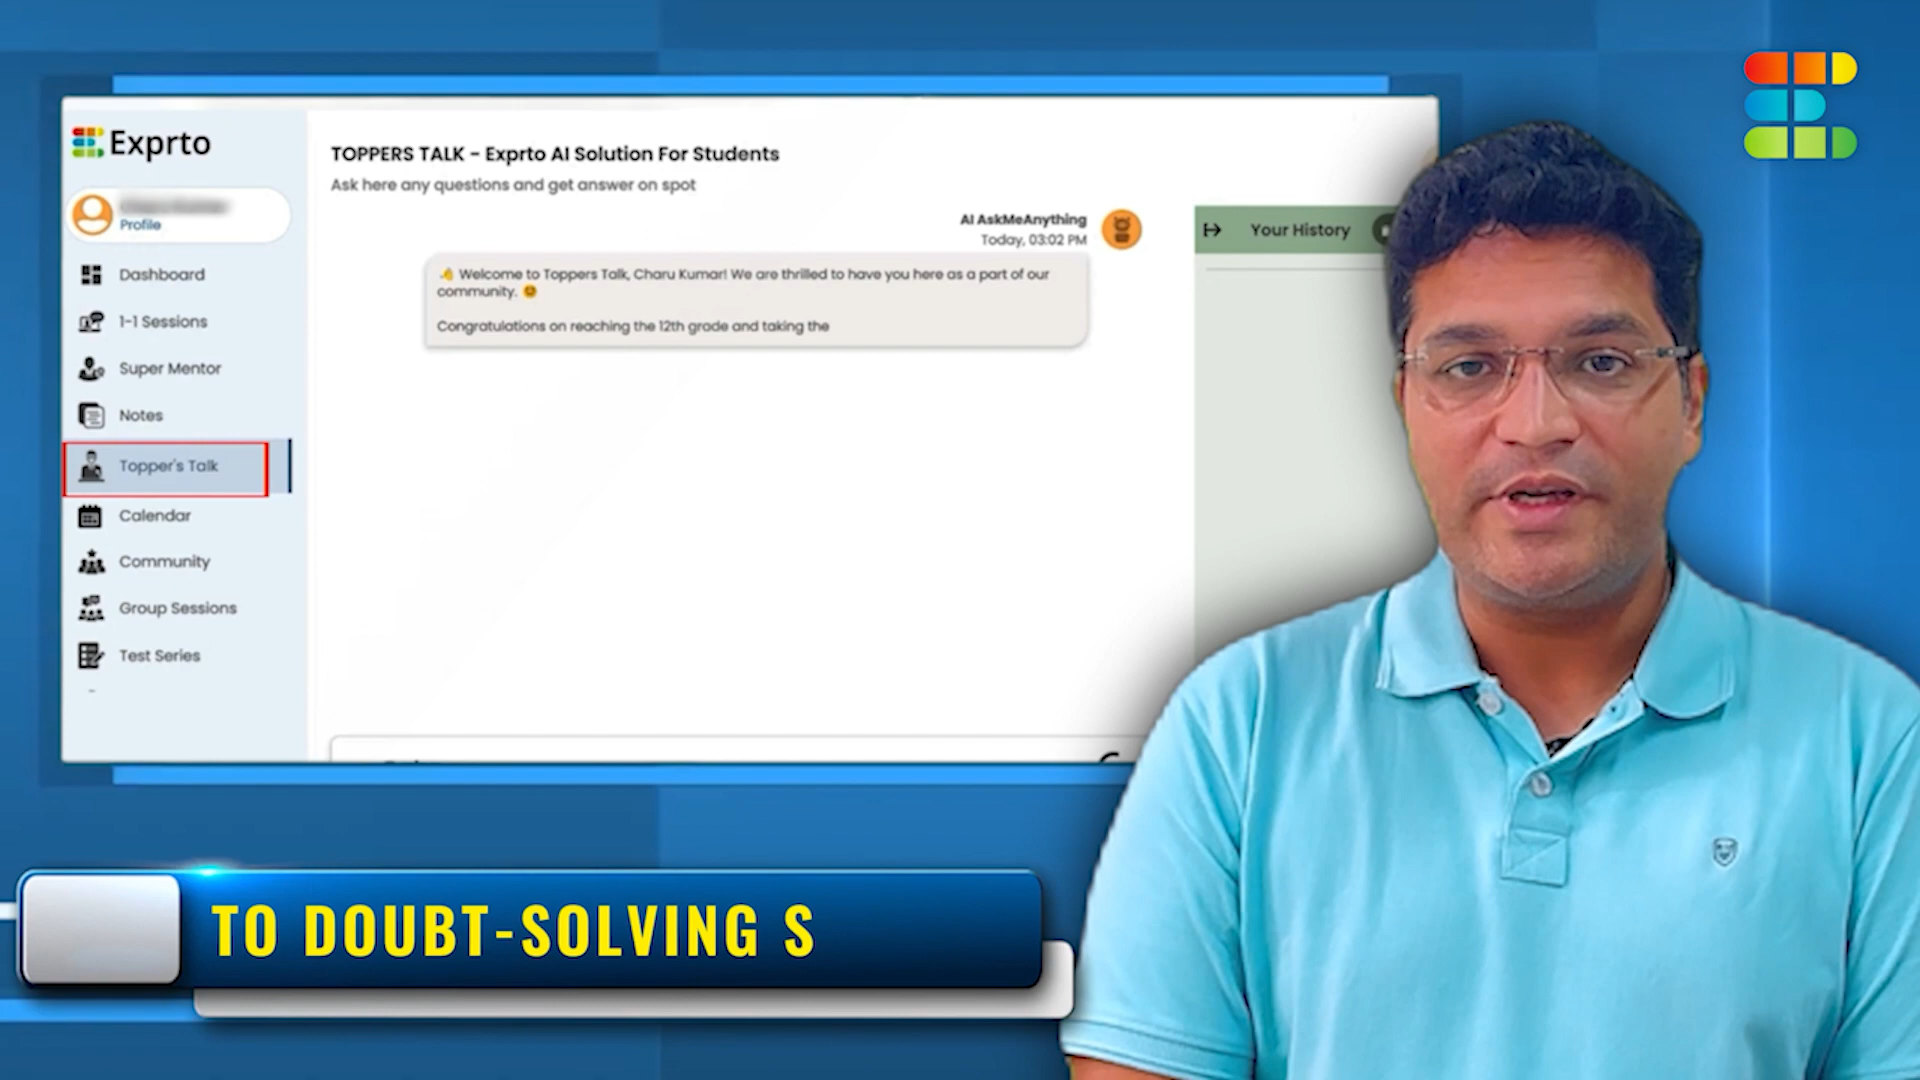 Exprto
Profile
Dashboard
1-1 Sessions
Super Mentor
Notes
Topper's Talk
Calendar
Community
Group Sessions
Test Series
TOPPERS TALK - Exprto AI Solution For Students
Ask here any questions and get answer on spot
AI AskMeAnything
Today, 03:02 PM
Welcome to Toppers Talk, Charu Kumar! We are thrilled to have you here as a part of our
community.
Congratulations on reaching the 12th grade and taking the
Your History
TO DOUBT-SOLVING S